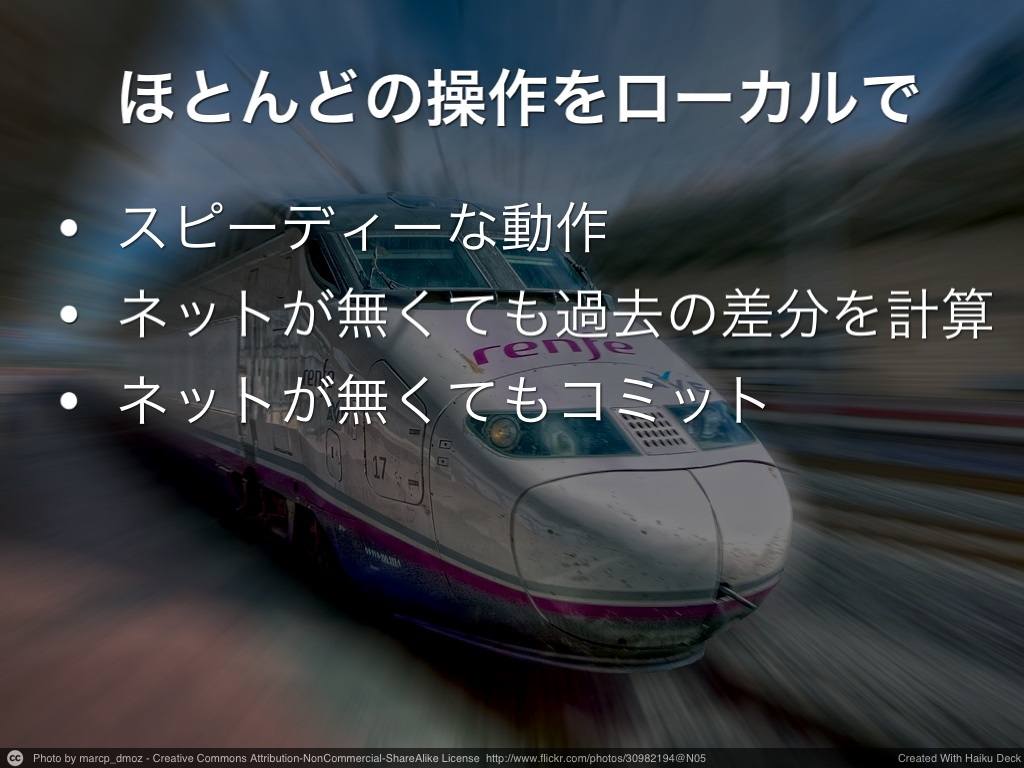 ほとんどの操作をローカルで
• スピーディーな動作
• ネットが無くても過去の差分を計算
• ネットが無くてもコミット
renfe
renfe
17
Photo by marcp_dmoz - Creative Commons Attribution-NonCommercial-ShareAlike License http://www.flickr.com/photos/30982194@N05
Created With Haiku Deck